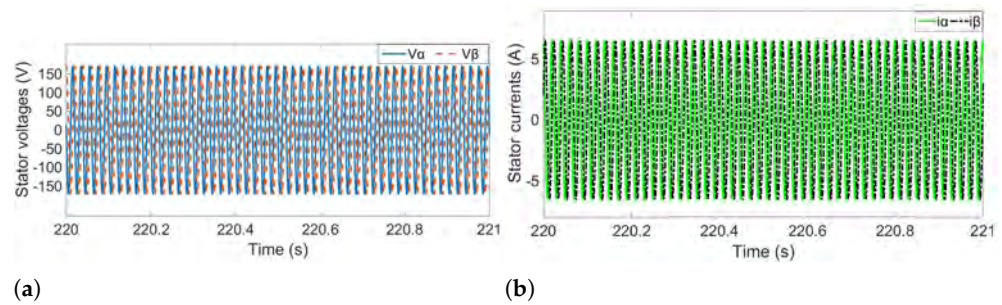 Vα Vβ
Stator voltages (V)
150
100
50
0
-50
-100
-150
220 220.2 220.4 220.6 220.8 221
Time (s)
(a)
iα iβ
Stator currents (A)
5
0
-5
220 220.2 220.4 220.6 220.8 221
Time (s)
(b)